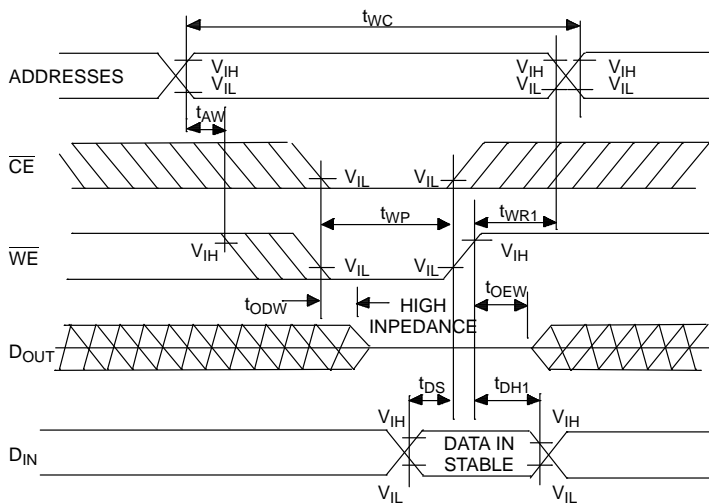 tWC
ADDRESSES
VIH
VIL
VIH
VIL
VIH
VIL
tAW
CE
VIL
VIL
tWP
tWR1
WE
VIH
VIL
VIL
VIH
tODW
HIGH
INPEDANCE
tOEW
DOUT
tDS
tDH1
DIN
VIH
VIL
DATA IN
STABLE
VIH
VIL